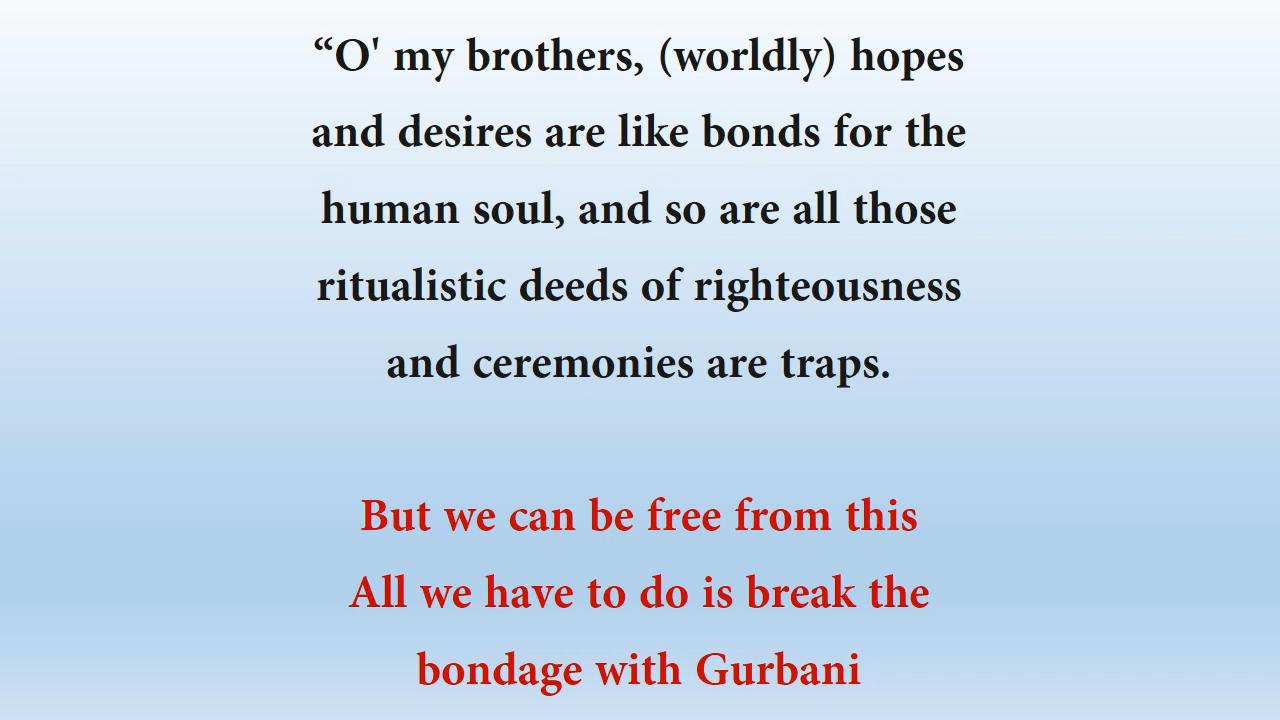 “O' my brothers, (worldly) hopes
and desires are like bonds for the
human soul, and so are all those
ritualistic deeds of righteousness
and ceremonies are traps.
But we can be free from this
All we have to do is break the
bondage with Gurbani